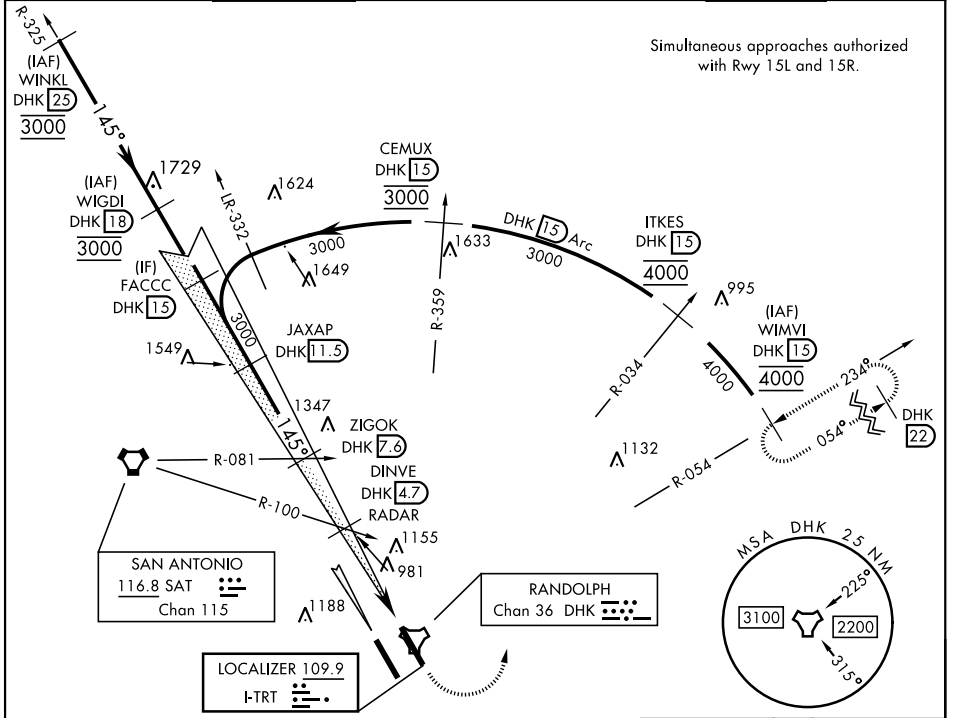 R-325
(IAF)
WINKL
DHK 25
3000
145°
Simultaneous approaches authorized
with Rwy 15L and 15R.
(IAF)
WIGDI
DHK 18
3000
1729
LR-332
1624
CEMUX
DHK 15
3000
3000
1649
1633
R-359
DHK 15 Arc
3000
ITKES
DHK 15
4000
995
R-034
(IAF)
WIMVI
DHK 15
4000
4000
234°
054°
DHK
22
R-054
1132
(IF)
FACCC
DHK 15
3000
JAXAP
DHK 11.5
1549
1347
145°
ZIGOK
DHK 7.6
R-081
DINVE
DHK 4.7
RADAR
R-100
1155
981
SAN ANTONIO
116.8 SAT
Chan 115
1188
RANDOLPH
Chan 36 DHK
LOCALIZER 109.9
I-TRT
MSA DHK 25 NM
225°
3100
2200
315°